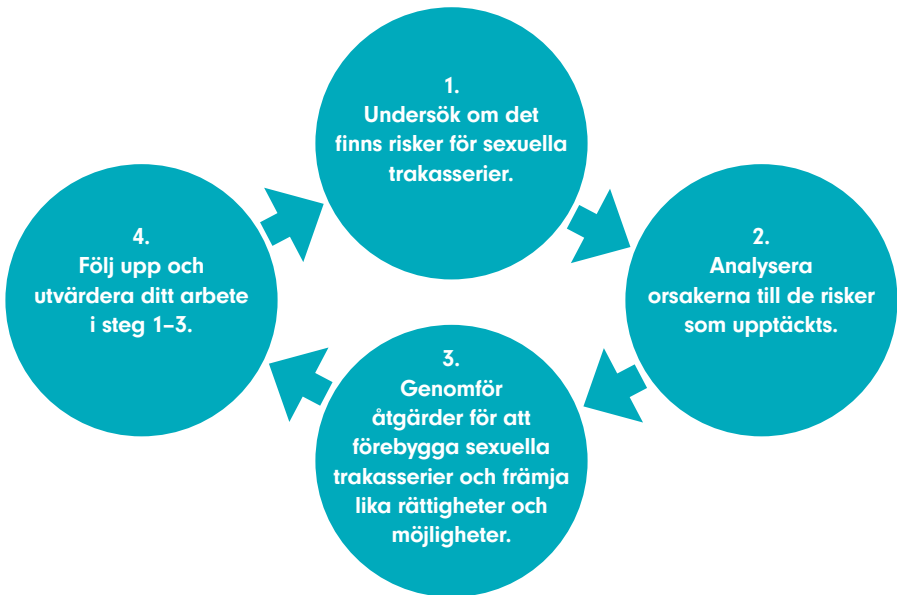 1.
Undersök om det
finns risker för sexuella
trakasserier.
2.
Analysera
orsakerna till de risker
som upptäckts.
3.
Genomför
åtgärder för att
förebygga sexuella
trakasserier och främja
lika rättigheter och
möjligheter.
4.
Följ upp och
utvärdera ditt arbete
i steg 1–3.